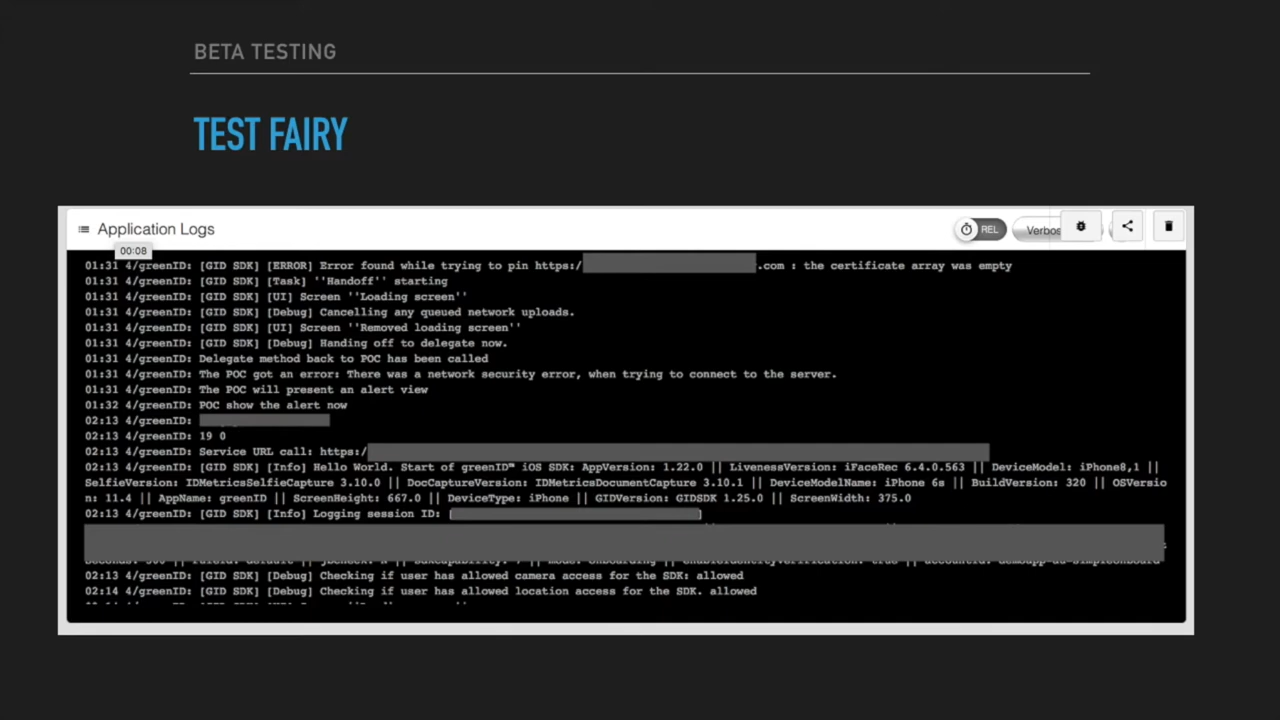 BETA TESTING
TEST FAIRY
Application Logs
REL
Verbos
00:08
01:31 4/greenID: [GID SDK] [ERROR] Error found while trying to pin https:/ .com : the certificate array was empty
01:31 4/greenID: [GID SDK] [Task] ''Handoff'' starting
01:31 4/greenID: [GID SDK] [UI] Screen ''Loading screen''
01:31 4/greenID: [GID SDK] [Debug] Cancelling any queued network uploads.
01:31 4/greenID: [GID SDK] [UI] Screen ''Removed loading screen''
01:31 4/greenID: [GID SDK] [Debug] Handing off to delegate now.
01:31 4/greenID: Delegate method back to POC has been called
01:31 4/greenID: The POC got an error: There was a network security error, when trying to connect to the server.
01:31 4/greenID: The POC will present an alert view
01:32 4/greenID: POC show the alert now
02:13 4/greenID:
02:13 4/greenID: 19 0
02:13 4/greenID: Service URL call: https:/
02:13 4/greenID: [GID SDK] [Info] Hello World. Start of greenID™ iOS SDK: AppVersion: 1.22.0 || LivenessVersion: iFaceRec 6.4.0.563 || DeviceModel: iPhone8,1 ||
SelfieVersion: IDMetricsSelfieCapture 3.10.0 || DocCaptureVersion: IDMetricsDocumentCapture 3.10.1 || DeviceModelName: iPhone 6s || BuildVersion: 320 || OSVersio
n: 11.4 || AppName: greenID || ScreenHeight: 667.0 || DeviceType: iPhone || GIDVersion: GIDSDK 1.25.0 || ScreenWidth: 375.0
02:13 4/greenID: [GID SDK] [Info] Logging session ID: [ ]
02:13 4/greenID: [GID SDK] [Debug] Checking if user has allowed camera access for the SDK: allowed
02:14 4/greenID: [GID SDK] [Debug] Checking if user has allowed location access for the SDK. allowed